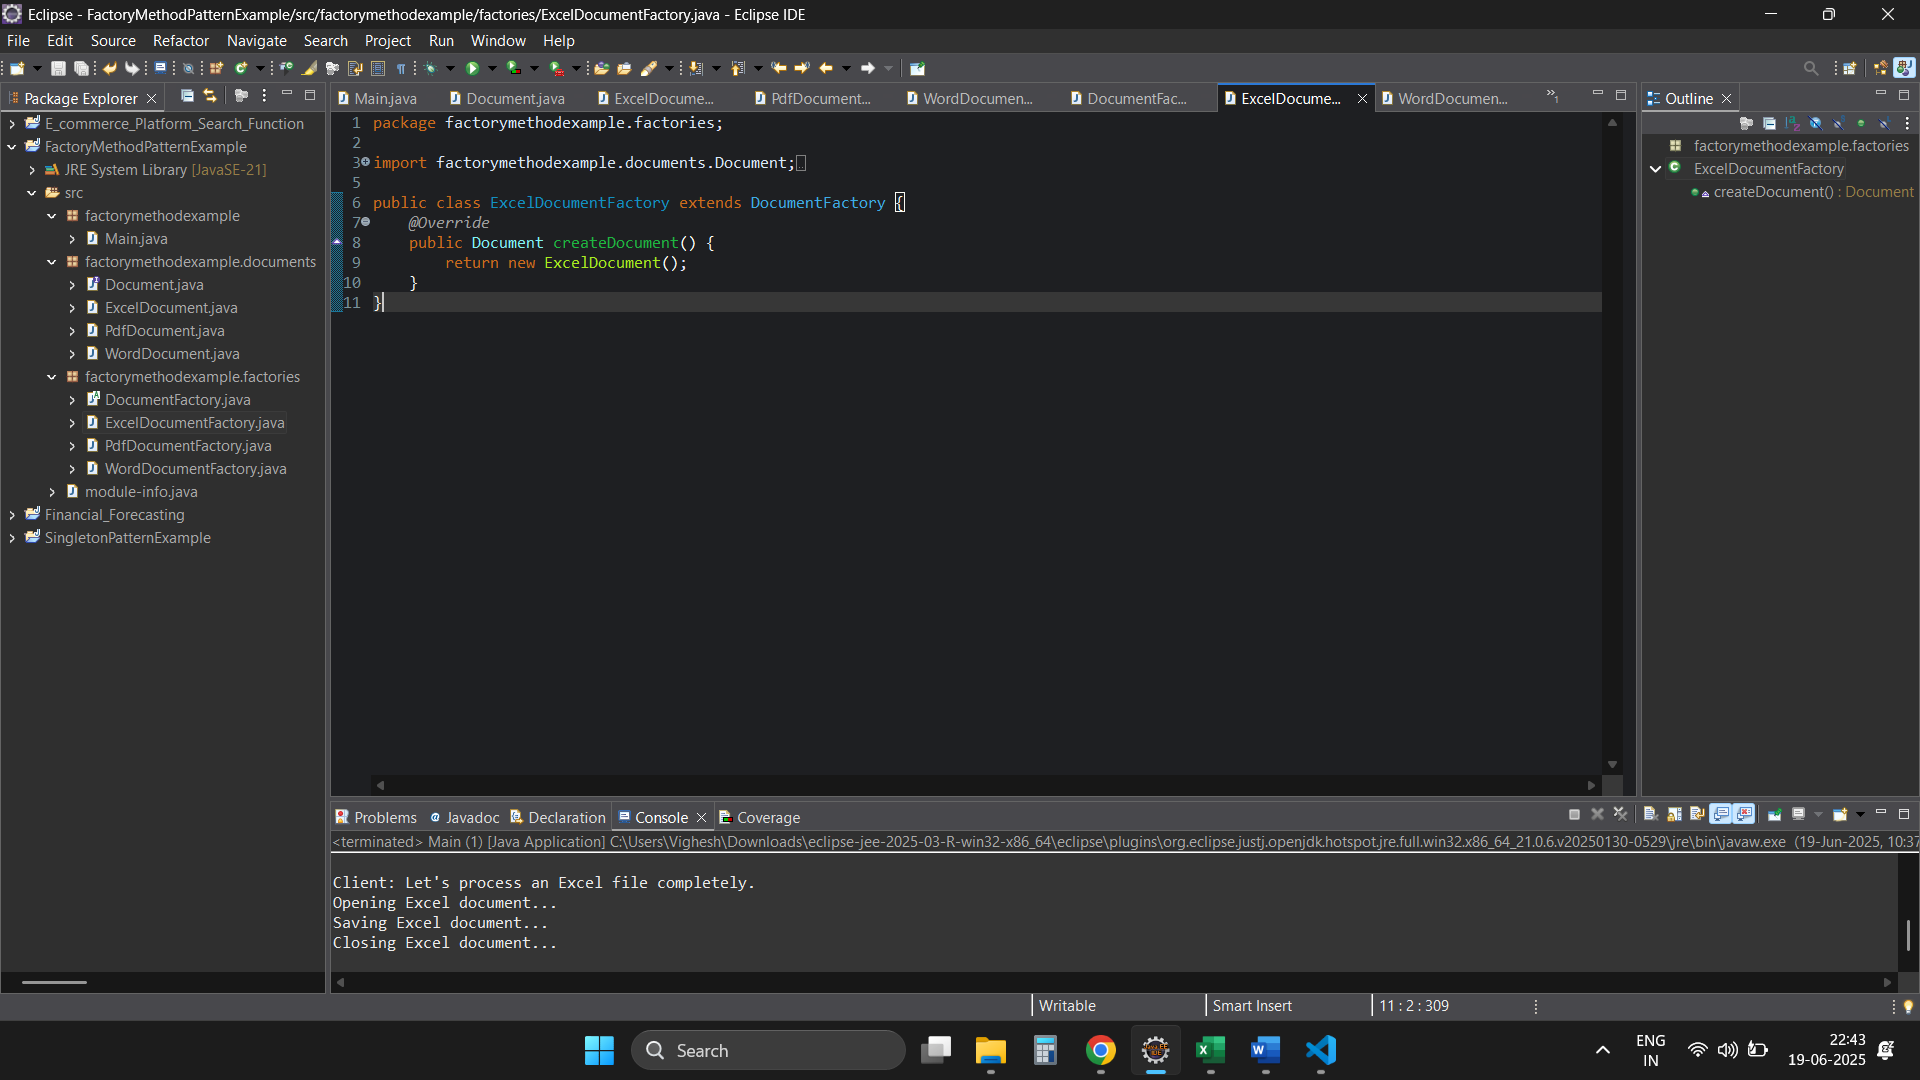 Eclipse - FactoryMethodPatternExample/src/factorymethodexample/factories/ExcelDocumentFactory.java - Eclipse IDE
File Edit Source Refactor Navigate Search Project Run Window Help
Package Explorer
E_commerce_Platform_Search_Function
FactoryMethodPatternExample
JRE System Library [JavaSE-21]
src
factorymethodexample
Main.java
factorymethodexample.documents
Document.java
ExcelDocument.java
PdfDocument.java
WordDocument.java
factorymethodexample.factories
DocumentFactory.java
ExcelDocumentFactory.java
PdfDocumentFactory.java
WordDocumentFactory.java
module-info.java
Financial_Forecasting
SingletonPatternExample
Main.java Document.java ExcelDocume... PdfDocument... WordDocumen... DocumentFac... ExcelDocume... WordDocumen... »1
1 package factorymethodexample.factories;
2
3 import factorymethodexample.documents.Document;
5
6 public class ExcelDocumentFactory extends DocumentFactory {
7 @Override
8 public Document createDocument() {
9 return new ExcelDocument();
10 }
11 }
Outline
factorymethodexample.factories
ExcelDocumentFactory
createDocument() : Document
Problems Javadoc Declaration Console Coverage
<terminated> Main (1) [Java Application] C:\Users\Vighesh\Downloads\eclipse-jee-2025-03-R-win32-x86_64\eclipse\plugins\org.eclipse.justj.openjdk.hotspot.jre.full.win32.x86_64_21.0.6.v20250130-0529\jre\bin\javaw.exe (19-Jun-2025, 10:37
Client: Let's process an Excel file completely.
Opening Excel document...
Saving Excel document...
Closing Excel document...
Writable Smart Insert 11 : 2 : 309
Search
ENG
IN
22:43
19-06-2025